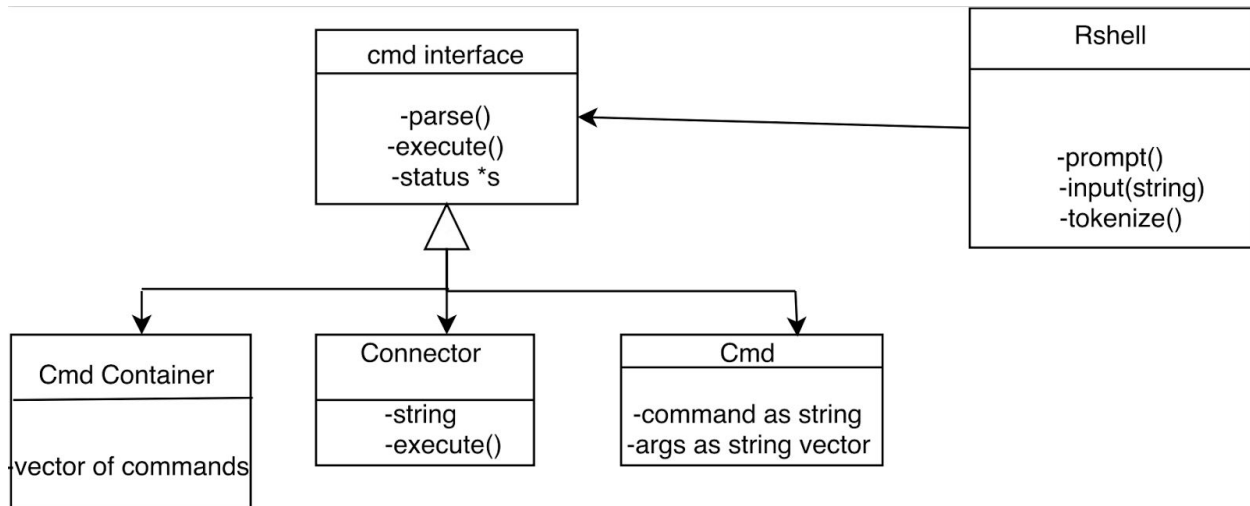 cmd interface
-parse()
-execute()
-status *s
Rshell
-prompt()
-input(string)
-tokenize()
Cmd Container
-vector of commands
Connector
-string
-execute()
Cmd
-command as string
-args as string vector